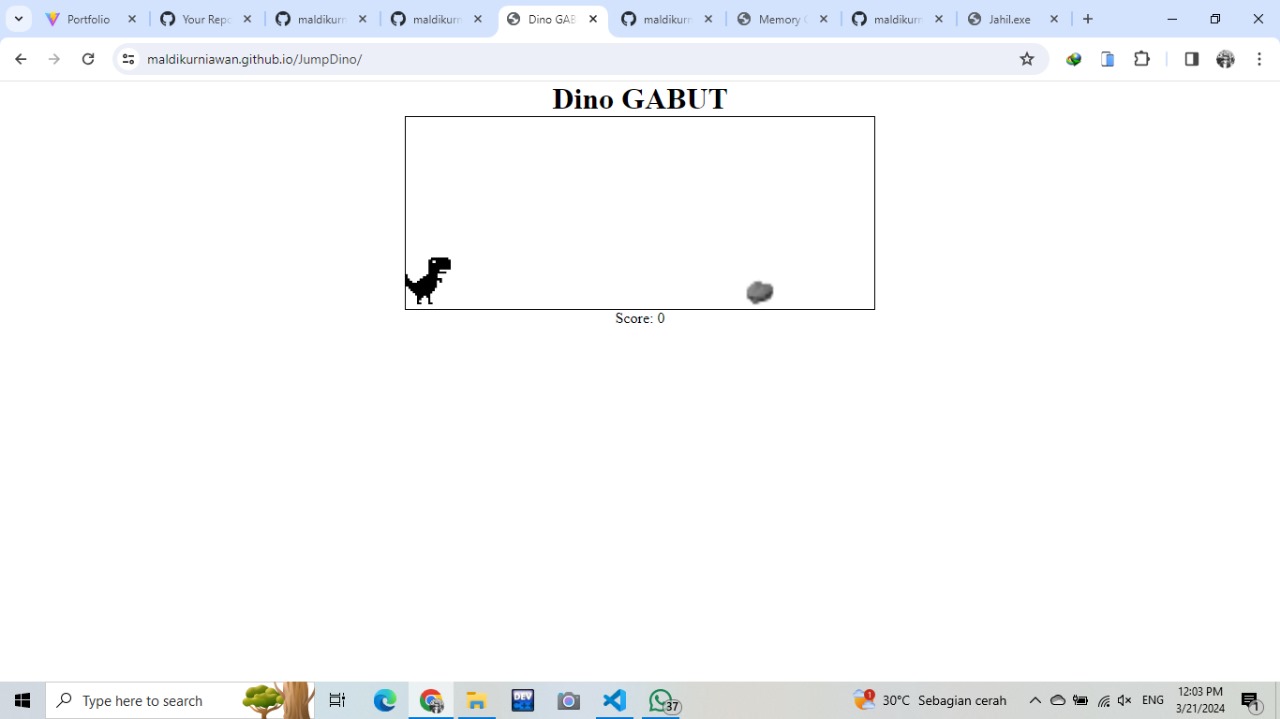 Portfolio
Your Repo
maldikurn
maldikurn
Dino GAB
maldikurn
Memory
maldikurn
Jahil.exe
maldikurniawan.github.io/JumpDino/
Dino GABUT
Score: 0
Type here to search
DEV
37
1
30°C Sebagian cerah
ENG
12:03 PM
3/21/2024
1